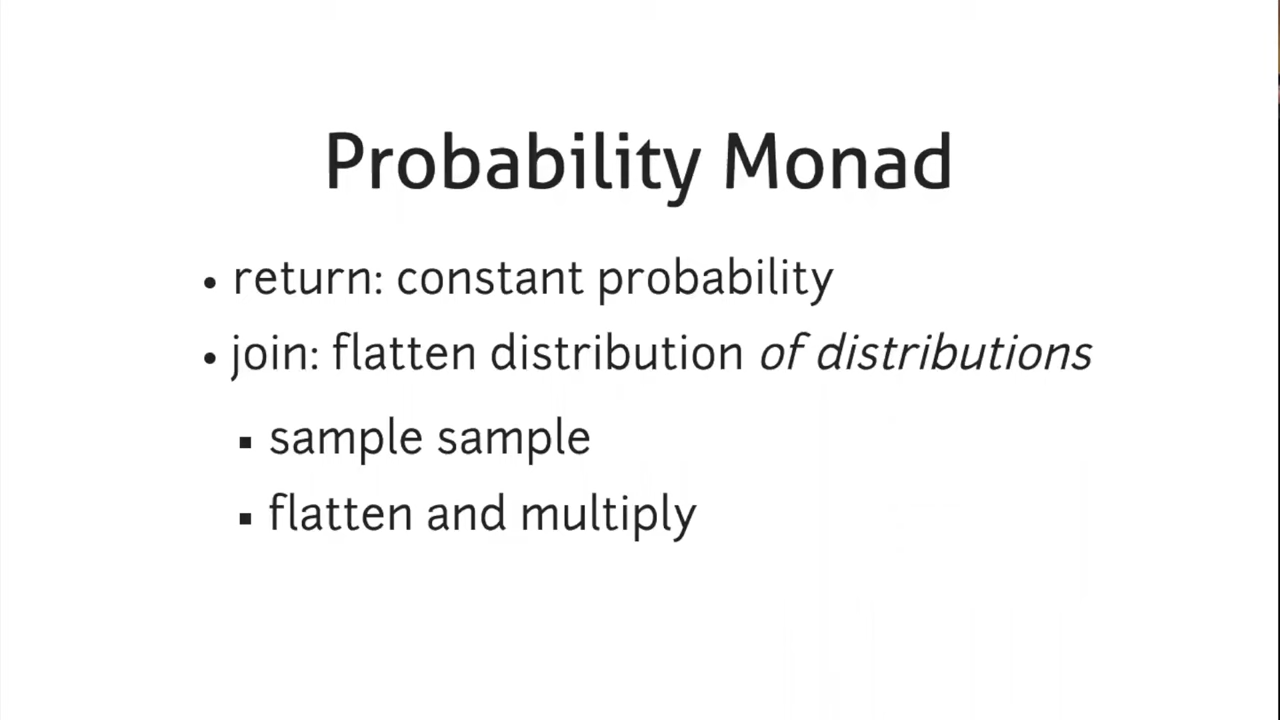 Probability Monad
• return: constant probability
• join: flatten distribution of distributions
▪ sample sample
▪ flatten and multiply